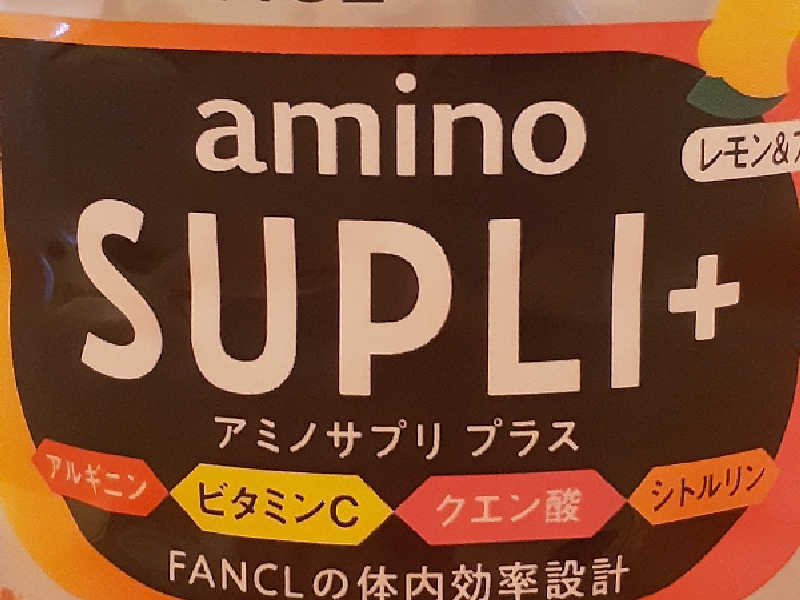 amino
レモン&
SUPLI+
アミノサプリ プラス
アルギニン ビタミンC クエン酸 シトルリン
FANCLの体内効率設計